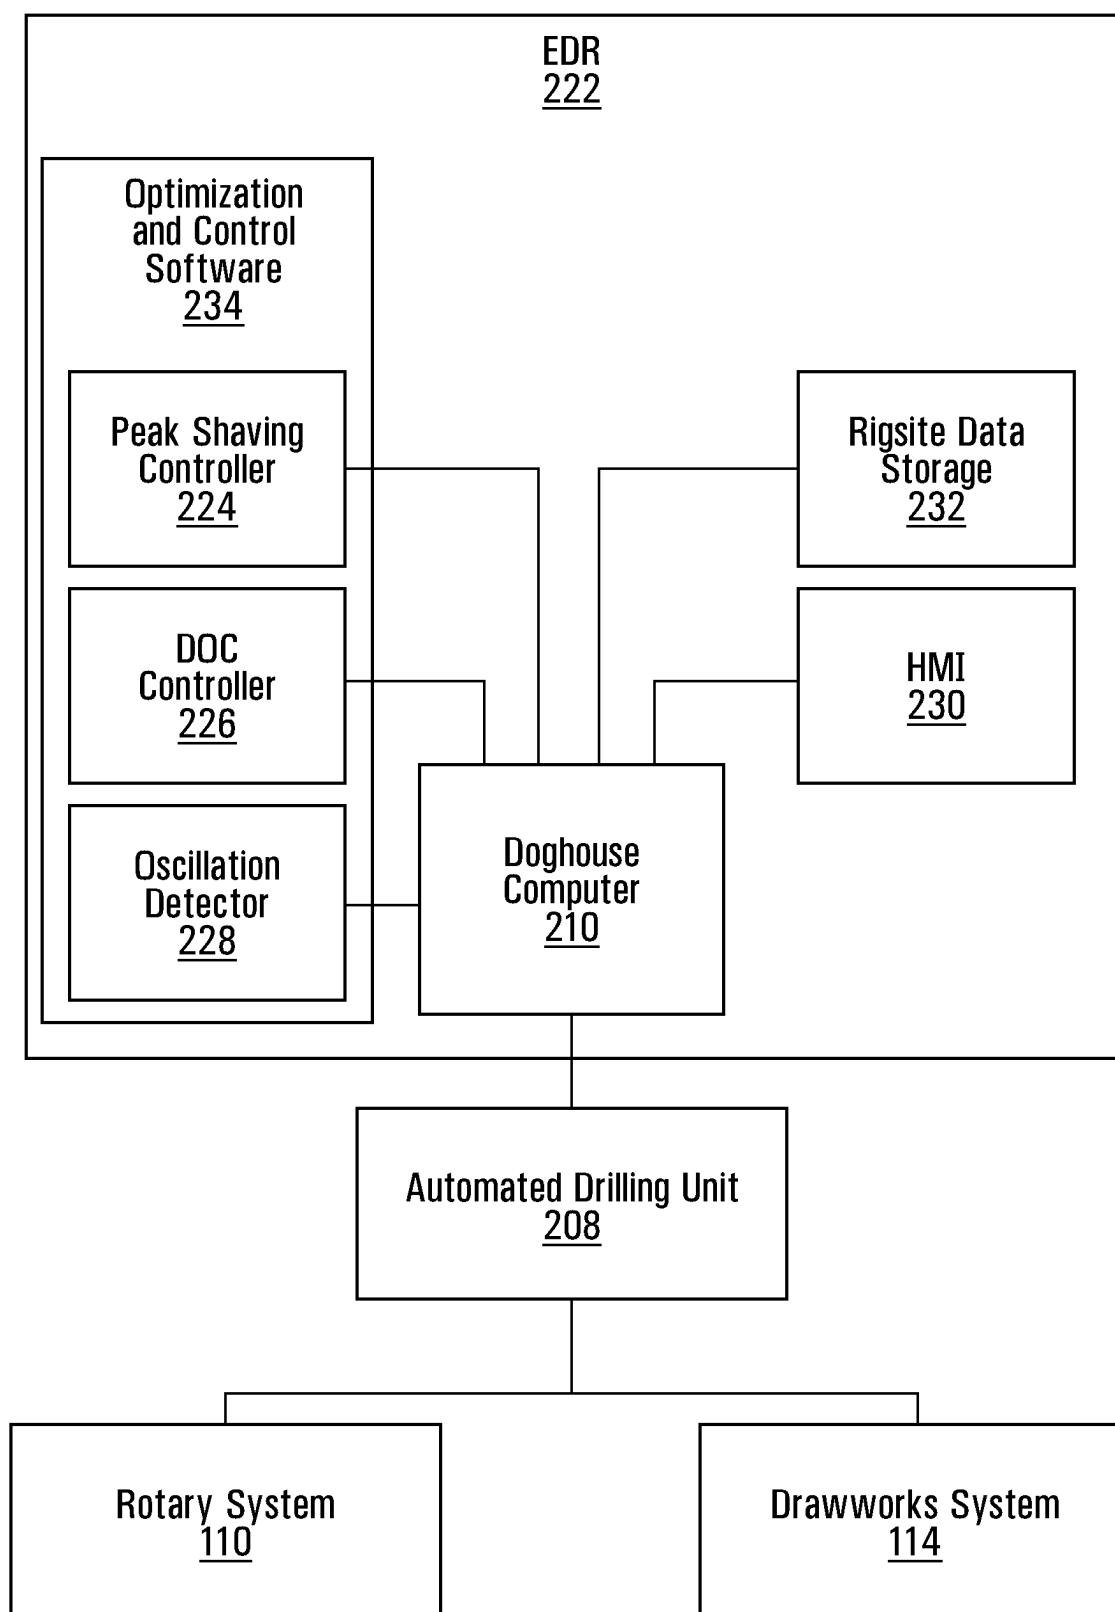 EDR
222
Optimization
and Control
Software
234
Peak Shaving
Controller
224
Rigsite Data
Storage
232
DOC
Controller
226
HMI
230
Oscillation
Detector
228
Doghouse
Computer
210
Automated Drilling Unit
208
Rotary System
110
Drawworks System
114